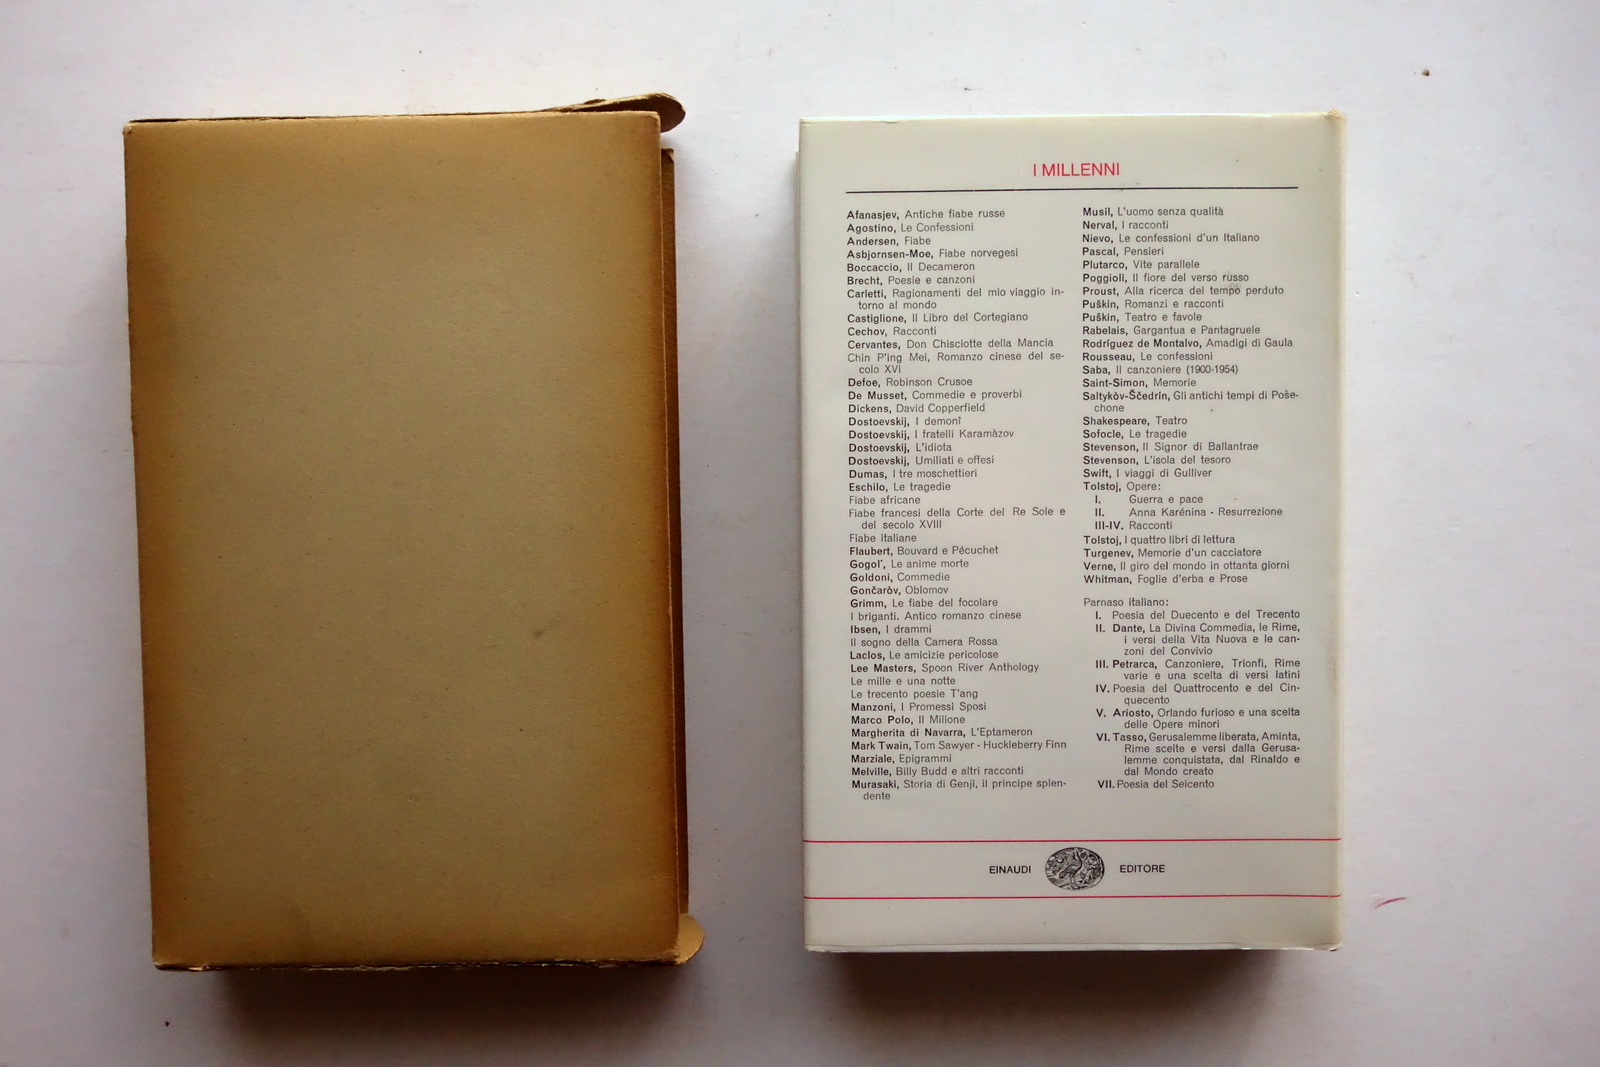 I MILLENNI
Afanasjev, Antiche fiabe russe
Agostino, Le Confessioni
Andersen, Fiabe
Asbjornsen-Moe, Fiabe norvegesi
Boccaccio, Il Decameron
Brecht, Poesie e canzoni
Carletti, Ragionamenti del mio viaggio in-
torno al mondo
Castiglione, Il Libro del Cortegiano
Cechov, Racconti
Cervantes, Don Chisciotte della Mancia
Chin P'ing Mei, Romanzo cinese del se-
colo XVI
Defoe, Robinson Crusoe
De Musset, Commedie e proverbi
Dickens, David Copperfield
Dostoevskij, I demonî
Dostoevskij, I fratelli Karamàzov
Dostoevskij, L'idiota
Dostoevskij, Umiliati e offesi
Dumas, I tre moschettieri
Eschilo, Le tragedie
Fiabe africane
Fiabe francesi della Corte del Re Sole e
del secolo XVIII
Fiabe italiane
Flaubert, Bouvard e Pécuchet
Gogol', Le anime morte
Goldoni, Commedie
Gončaròv, Oblomov
Grimm, Le fiabe del focolare
I briganti. Antico romanzo cinese
Ibsen, I drammi
Il sogno della Camera Rossa
Laclos, Le amicizie pericolose
Lee Masters, Spoon River Anthology
Le mille e una notte
Le trecento poesie T'ang
Manzoni, I Promessi Sposi
Marco Polo, Il Milione
Margherita di Navarra, L'Eptameron
Mark Twain, Tom Sawyer - Huckleberry Finn
Marziale, Epigrammi
Melville, Billy Budd e altri racconti
Murasaki, Storia di Genji, il principe splen-
dente
Musil, L'uomo senza qualità
Nerval, I racconti
Nievo, Le confessioni d'un Italiano
Pascal, Pensieri
Plutarco, Vite parallele
Poggioli, Il fiore del verso russo
Proust, Alla ricerca del tempo perduto
Puškin, Romanzi e racconti
Puškin, Teatro e favole
Rabelais, Gargantua e Pantagruele
Rodríguez de Montalvo, Amadigi di Gaula
Rousseau, Le confessioni
Saba, Il canzoniere (1900-1954)
Saint-Simon, Memorie
Saltykòv-Ščedrin, Gli antichi tempi di Poše-
chone
Shakespeare, Teatro
Sofocle, Le tragedie
Stevenson, Il Signor di Ballantrae
Stevenson, L'isola del tesoro
Swift, I viaggi di Gulliver
Tolstoj, Opere:
I. Guerra e pace
II. Anna Karénina - Resurrezione
III-IV. Racconti
Tolstoj, I quattro libri di lettura
Turgenev, Memorie d'un cacciatore
Verne, Il giro del mondo in ottanta giorni
Whitman, Foglie d'erba e Prose
Parnaso italiano:
I. Poesia del Duecento e del Trecento
II. Dante, La Divina Commedia, le Rime,
i versi della Vita Nuova e le can-
zoni del Convivio
III. Petrarca, Canzoniere, Trionfi, Rime
varie e una scelta di versi latini
IV. Poesia del Quattrocento e del Cin-
quecento
V. Ariosto, Orlando furioso e una scelta
delle Opere minori
VI. Tasso, Gerusalemme liberata, Aminta,
Rime scelte e versi dalla Gerusa-
lemme conquistata, dal Rinaldo e
dal Mondo creato
VII. Poesia del Seicento
EINAUDI EDITORE